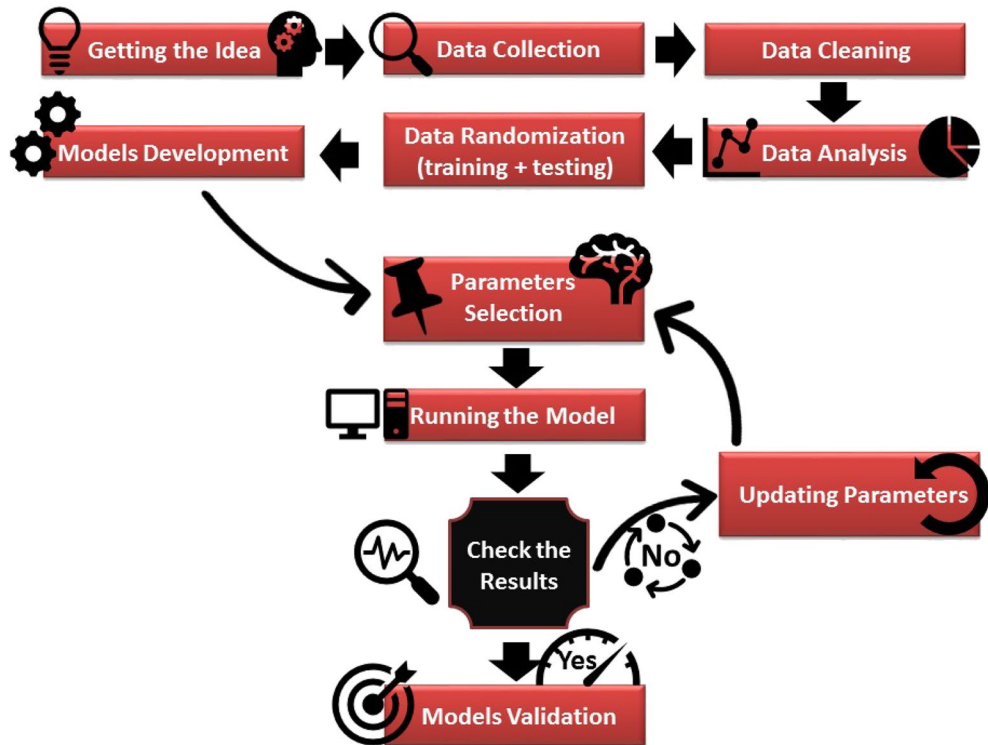 Getting the Idea
Data Collection
Data Cleaning
Data Analysis
Data Randomization
(training + testing)
Models Development
Parameters
Selection
Running the Model
Check the
Results
No
Updating Parameters
Yes
Models Validation